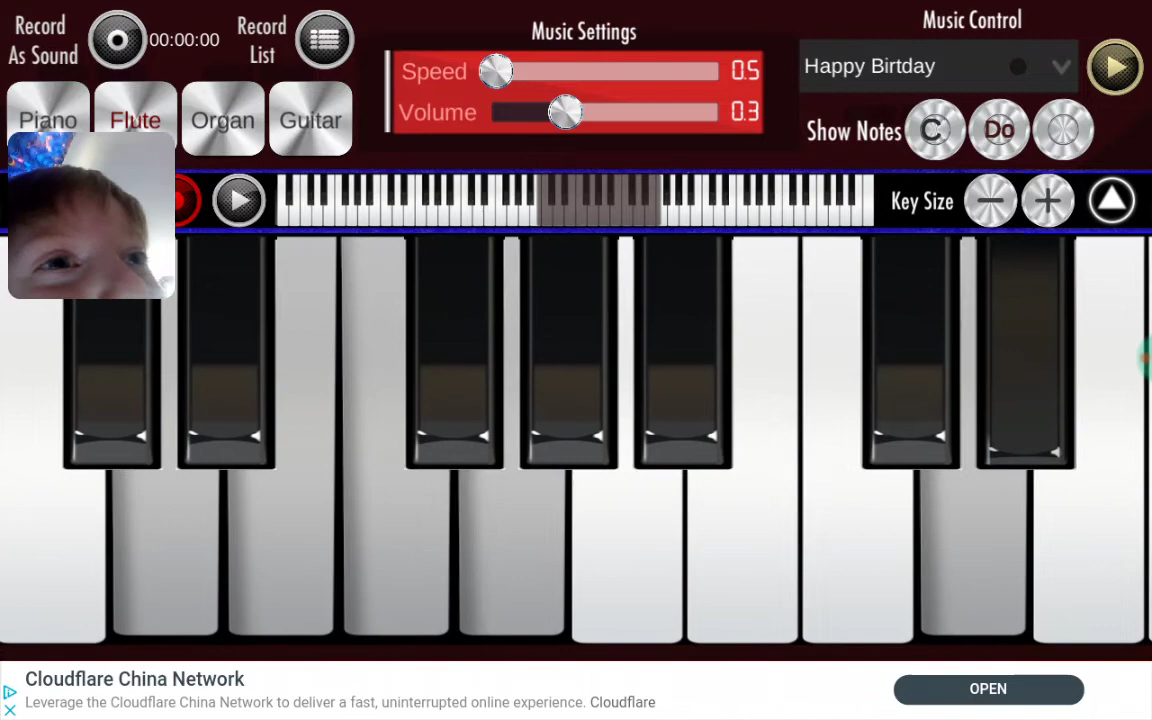 Record
As Sound
00:00:00
Record
List
Piano
Flute
Organ
Guitar
Music Settings
Speed
0.5
Volume
0.3
Music Control
Happy Birtday
Show Notes
C
Do
Key Size
Cloudflare China Network
Leverage the Cloudflare China Network to deliver a fast, uninterrupted online experience. Cloudflare
OPEN